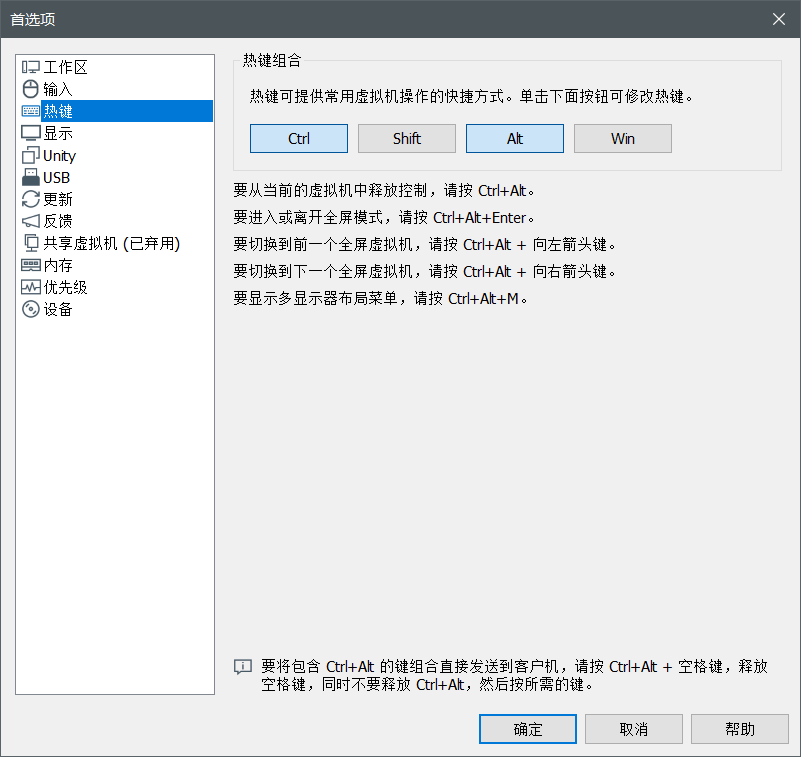 首选项
工作区
输入
热键
显示
Unity
USB
更新
反馈
共享虚拟机 (已弃用)
内存
优先级
设备
热键组合
热键可提供常用虚拟机操作的快捷方式。单击下面按钮可修改热键。
Ctrl Shift Alt Win
要从当前的虚拟机中释放控制，请按 Ctrl+Alt。
要进入或离开全屏模式，请按 Ctrl+Alt+Enter。
要切换到前一个全屏虚拟机，请按 Ctrl+Alt + 向左箭头键。
要切换到下一个全屏虚拟机，请按 Ctrl+Alt + 向右箭头键。
要显示多显示器布局菜单，请按 Ctrl+Alt+M。
要将包含 Ctrl+Alt 的键组合直接发送到客户机，请按 Ctrl+Alt + 空格键，释放
空格键，同时不要释放 Ctrl+Alt，然后按所需的键。
确定 取消 帮助